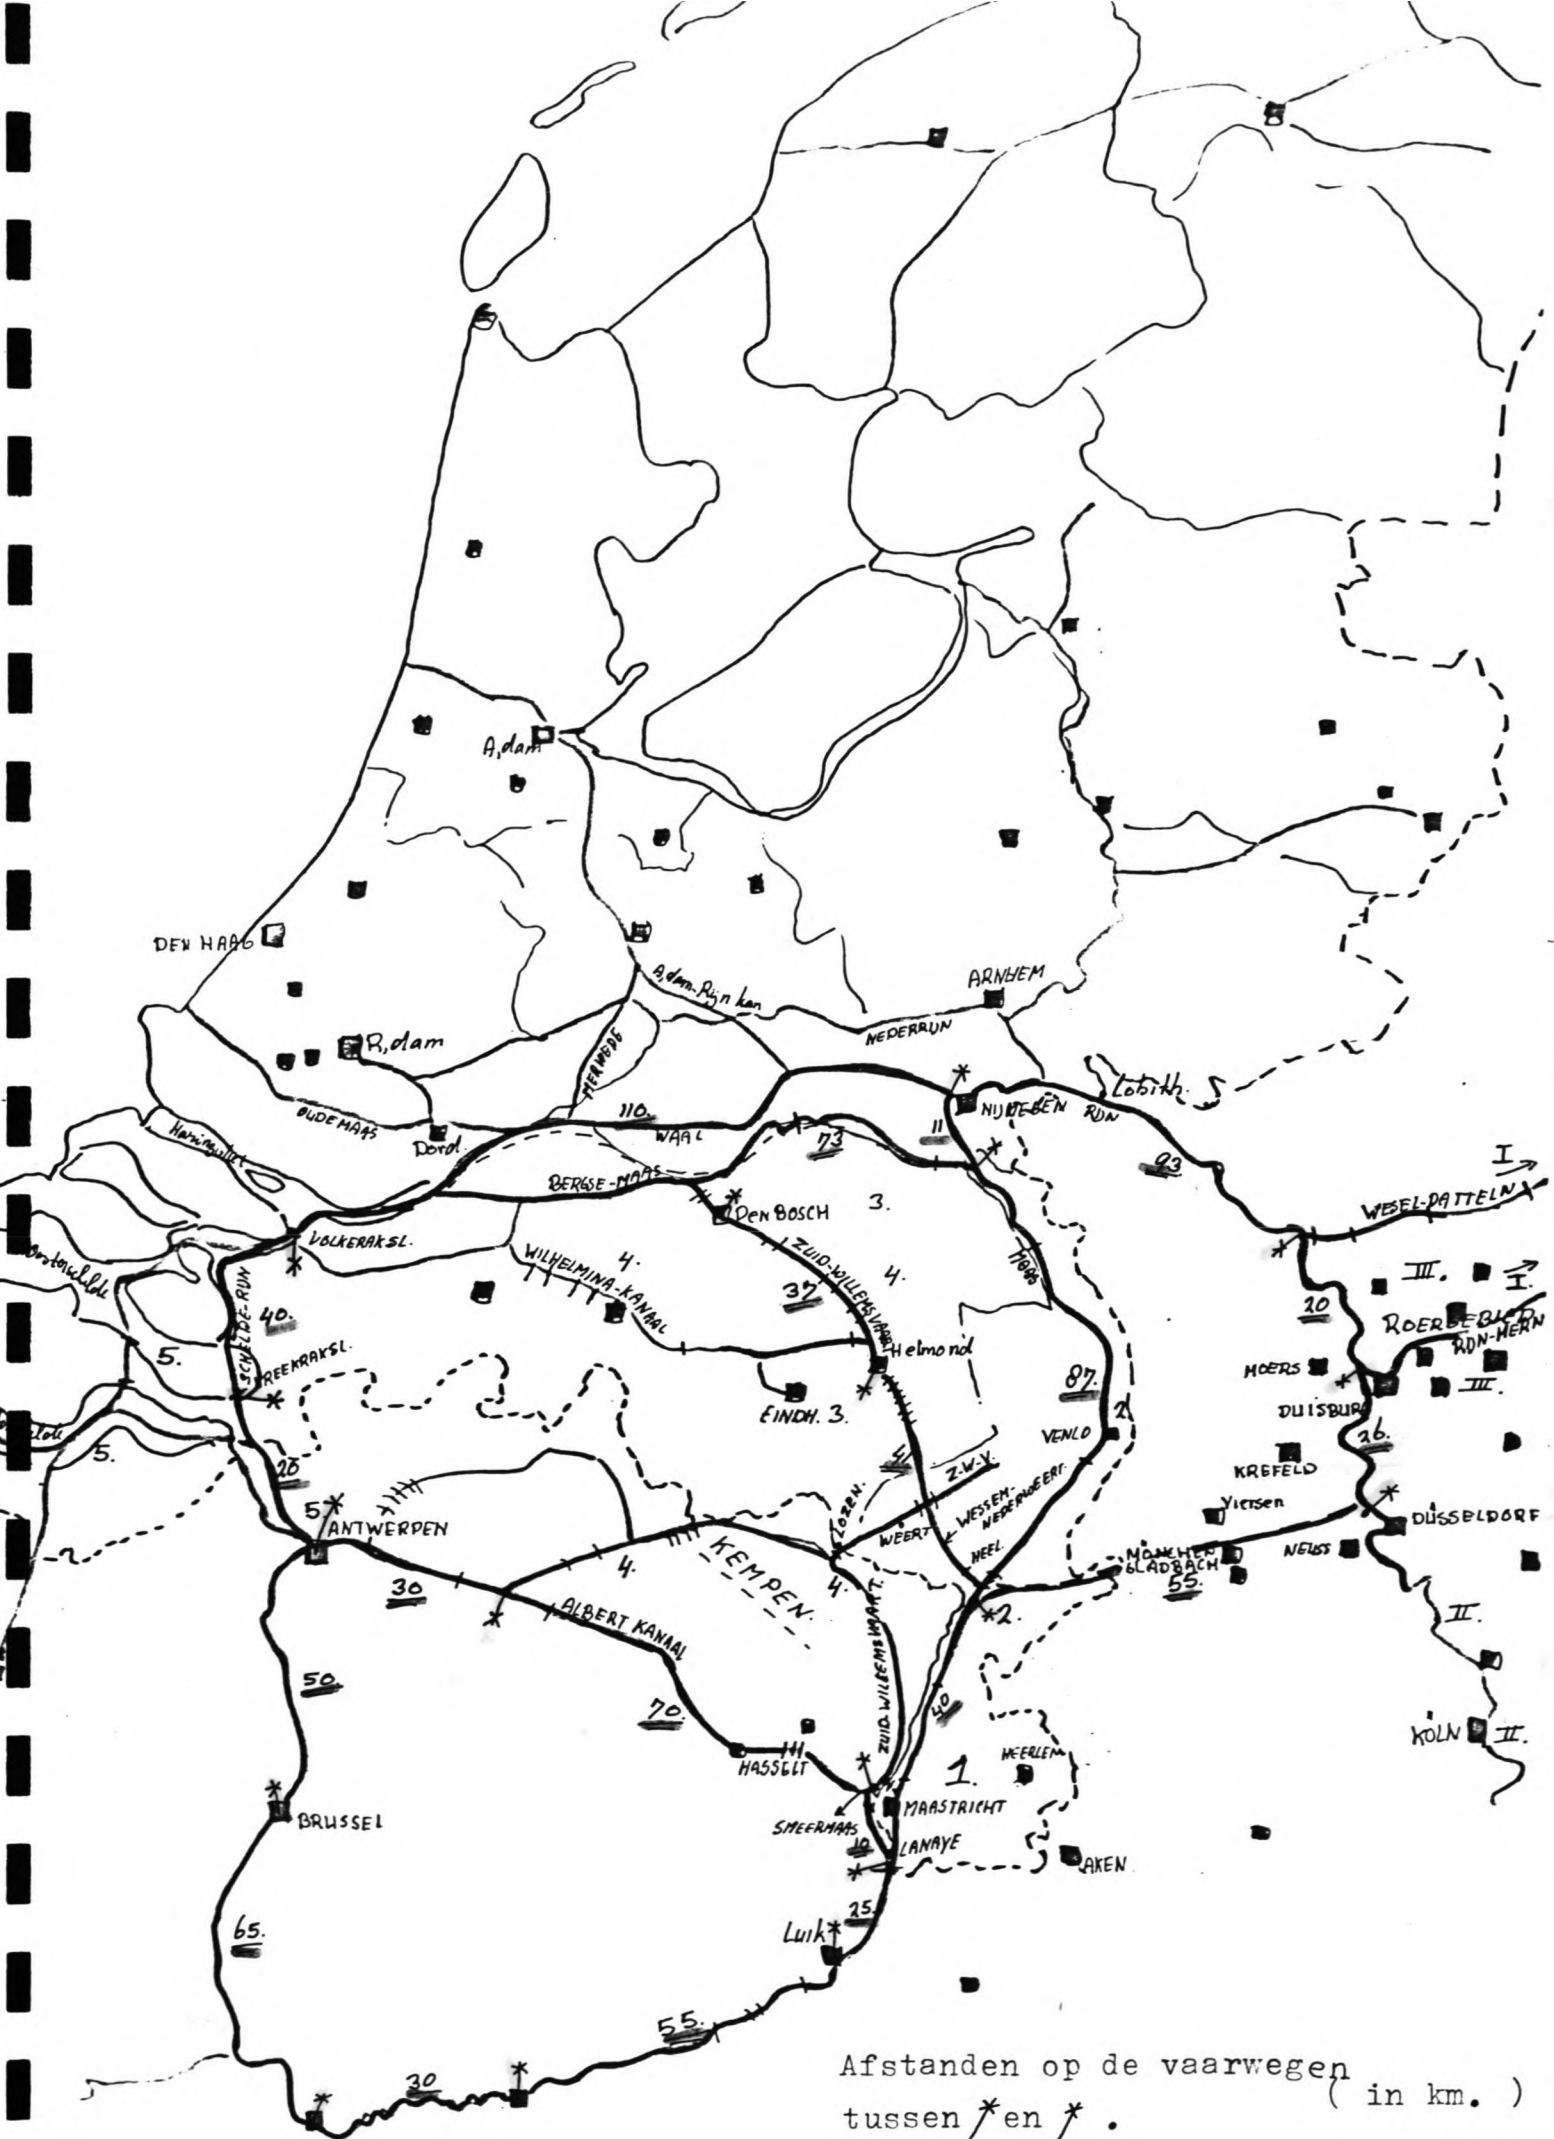 A,dam
DEN HAAG
A,dam-Rijn kan
ARNHEM
R,dam
NEDERRIJN
MERWEDE
Lobith.
OUDE MAAS
110.
WAAL
NIJMEGEN
RIJN
11
Dord.
73
93
I
Haringvliet
BERGSE-MAAS
WESEL-DATTELN
DEN BOSCH
3.
VOLKERAKSL.
Oosterschelde
WILHELMINA-KANAAL
4.
ZUID-WILLEMSVAART
4.
MAAS
III.
I.
SCHELDE-RIJN
40.
37
20
ROERGEBIED
RIJN-HERN
5.
KREEKRAKSL.
Helmond
MOERS
III.
87.
DUISBURG
EINDH. 3.
2
VENLO
26.
5.
KREFELD
20
41
Z.W.V.
Viersen
5.
ANTWERPEN
LOZEN.
WEERT
WESSEM-
NEDERWEERT.
DÜSSELDORF
HEEL.
MÖNCHEN
GLADBACH
NEUSS
KEMPEN.
4.
4.
55.
30
ALBERT KANAAL
2.
II.
ZUID-WILLEMSVAART.
50.
70.
40
KÖLN
II.
HASSELT
HEERLEN
1.
BRUSSEL
SMEERMAAS
MAASTRICHT
10
LANAYE
AKEN
65.
25.
Luik
55.
30
Afstanden op de vaarwegen
( in km. )
tussen * en * .